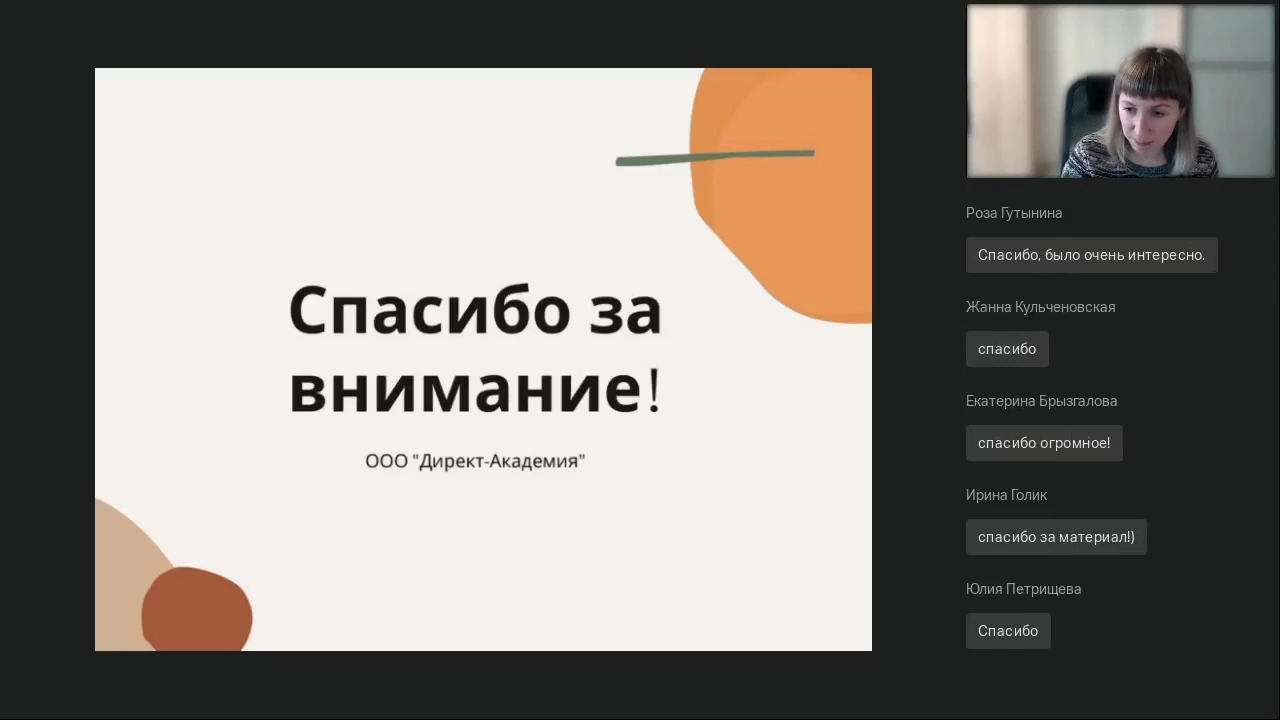 Спасибо за
внимание!
ООО "Директ-Академия"
Роза Гутынина
Спасибо, было очень интересно.
Жанна Кульченовская
спасибо
Екатерина Брызгалова
спасибо огромное!
Ирина Голик
спасибо за материал!)
Юлия Петрищева
Спасибо